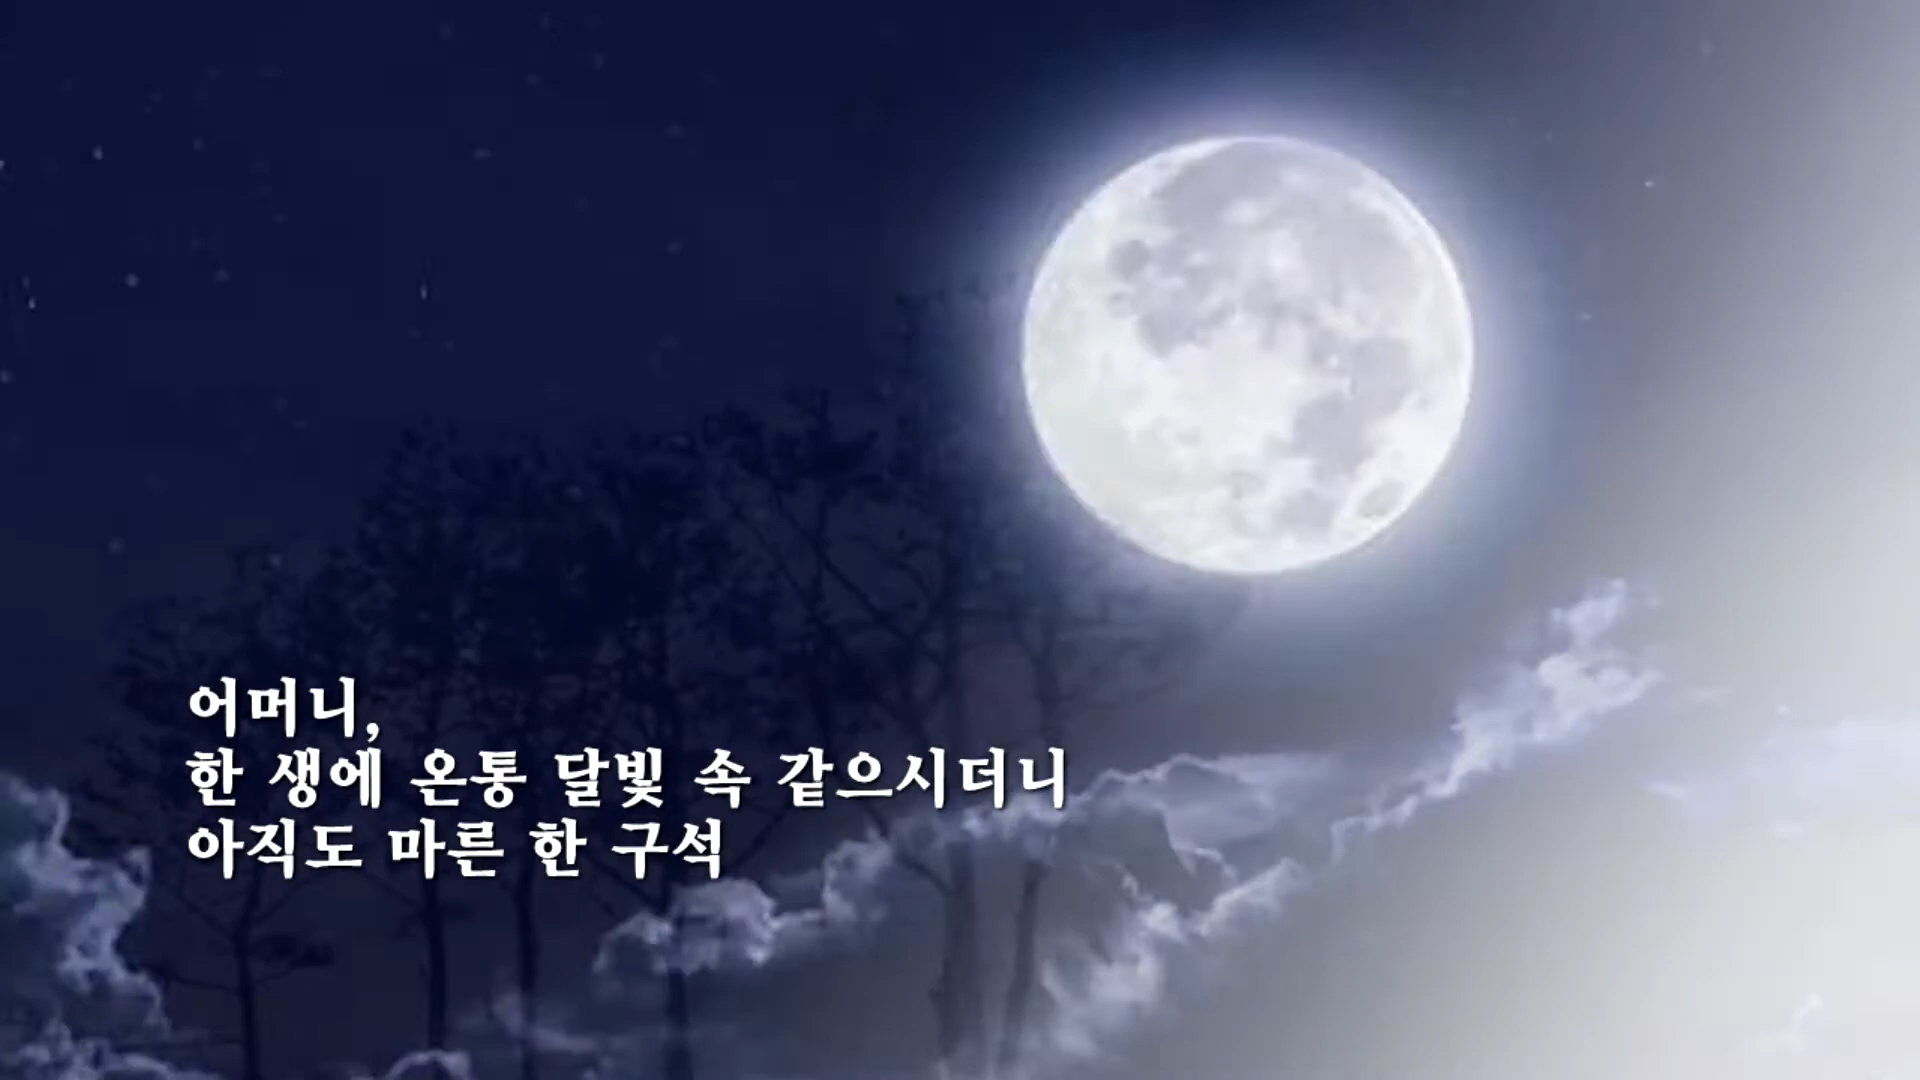 어머니,
한 생에 온통 달빛 속 같으시더니
아직도 마른 한 구석